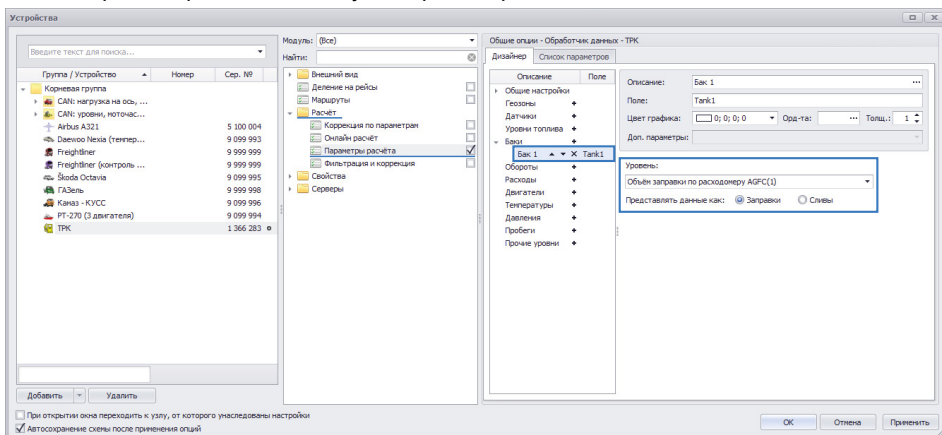 Устройства
Введите текст для поиска...
Группа / Устройство Номер Сер. №
Корневая группа
CAN: нагрузка на ось, ...
CAN: уровни, моточас...
Airbus A321 5 100 004
Daewoo Nexia (темпер... 9 099 993
Freightliner 9 999 999
Freightliner (контроль ... 9 999 999
Škoda Octavia 9 099 995
ГАЗель 9 999 998
Камаз - КУСС 9 099 996
РТ-270 (3 двигателя) 9 099 994
ТРК 1 366 283
Добавить Удалить
При открытии окна переходить к узлу, от которого унаследованы настройки
Автосохранение схемы после применения опций
Модуль: (Все)
Найти:
Внешний вид
Деление на рейсы
Маршруты
Расчёт
Коррекция по параметрам
Онлайн расчёт
Параметры расчёта
Фильтрация и коррекция
Свойства
Серверы
Общие опции - Обработчик данных - ТРК
Дизайнер Список параметров
Описание Поле
Общие настройки
Геозоны
Датчики
Уровни топлива
Баки
Бак 1 Tank1
Обороты
Расходы
Двигатели
Температуры
Давления
Пробеги
Прочие уровни
Описание: Бак 1 ...
Поле: Tank1
Цвет графика: 0; 0; 0; 0 Орд-та: ... Толщ.: 1
Доп. параметры:
Уровень:
Объём заправки по расходомеру AGFC(1)
Представлять данные как: Заправки Сливы
ОК Отмена Применить